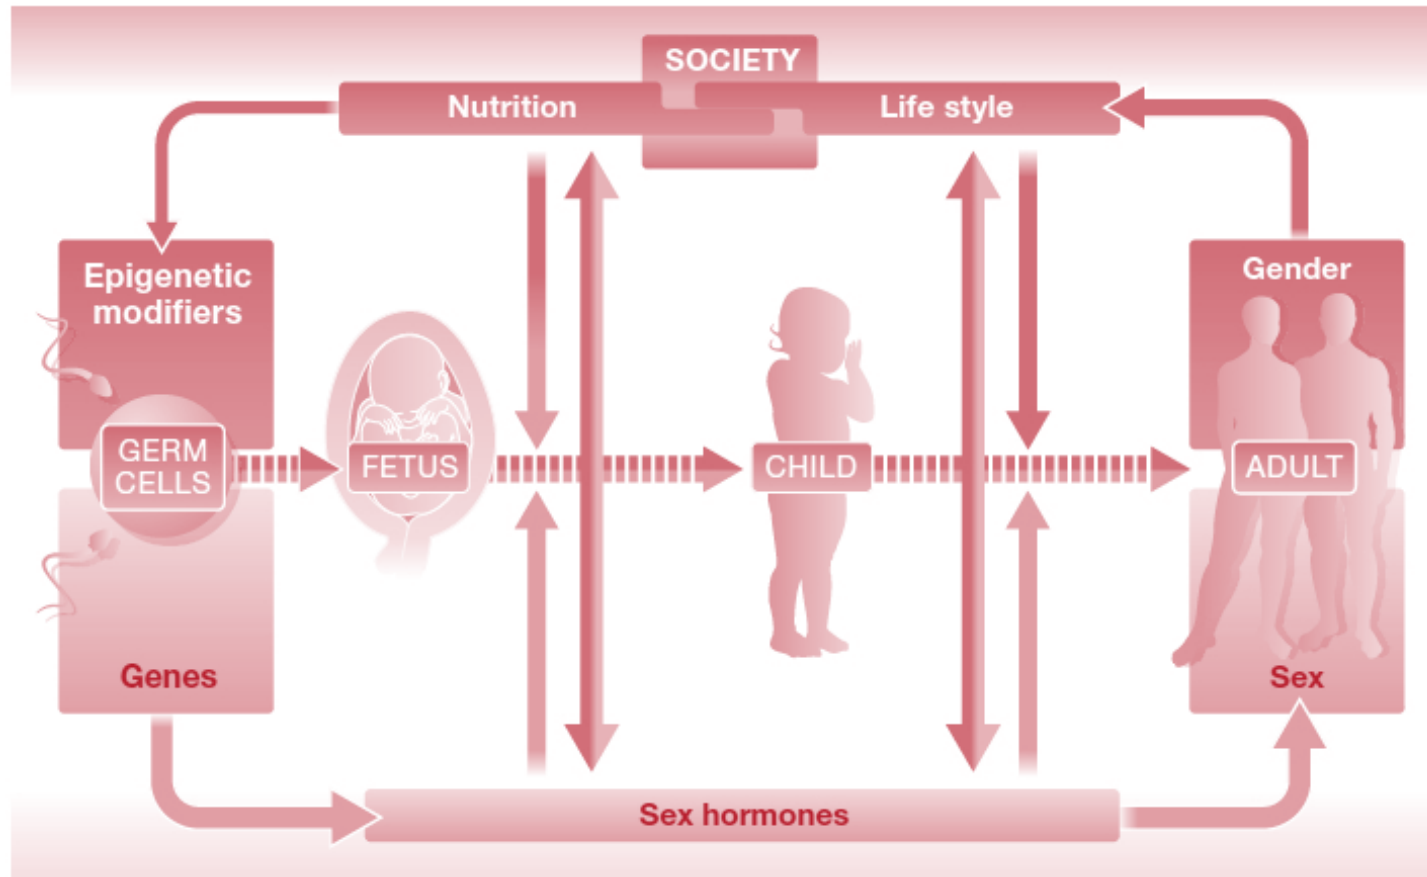 SOCIETY
Nutrition
Life style
Epigenetic
modifiers
Gender
GERM
CELLS
FETUS
CHILD
ADULT
Genes
Sex
Sex hormones